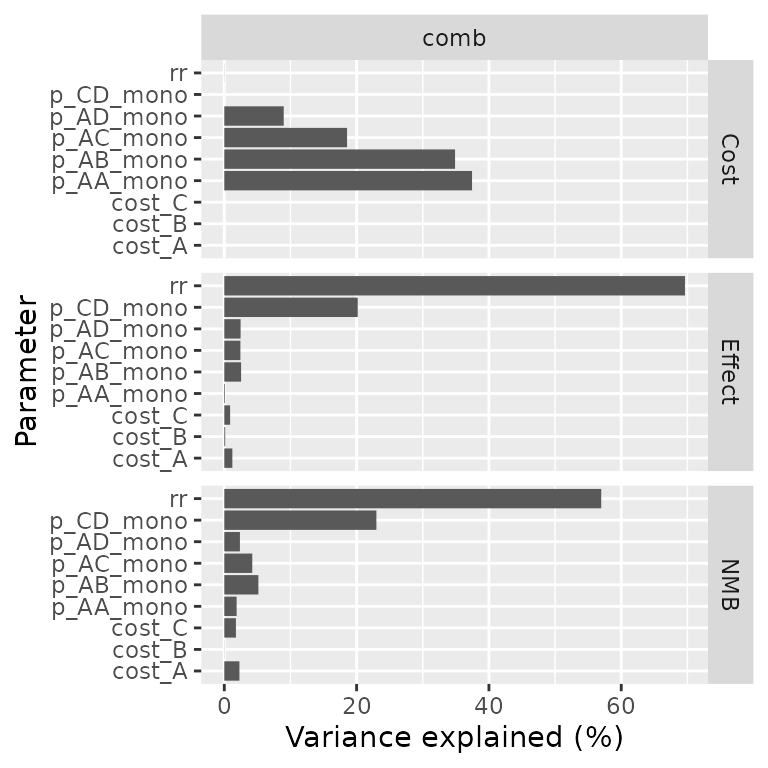 comb
rr
p_CD_mono
p_AD_mono
p_AC_mono
p_AB_mono
p_AA_mono
cost_C
cost_B
cost_A
Cost
rr
p_CD_mono
p_AD_mono
p_AC_mono
p_AB_mono
p_AA_mono
cost_C
cost_B
cost_A
Effect
rr
p_CD_mono
p_AD_mono
p_AC_mono
p_AB_mono
p_AA_mono
cost_C
cost_B
cost_A
NMB
Parameter
0 20 40 60
Variance explained (%)